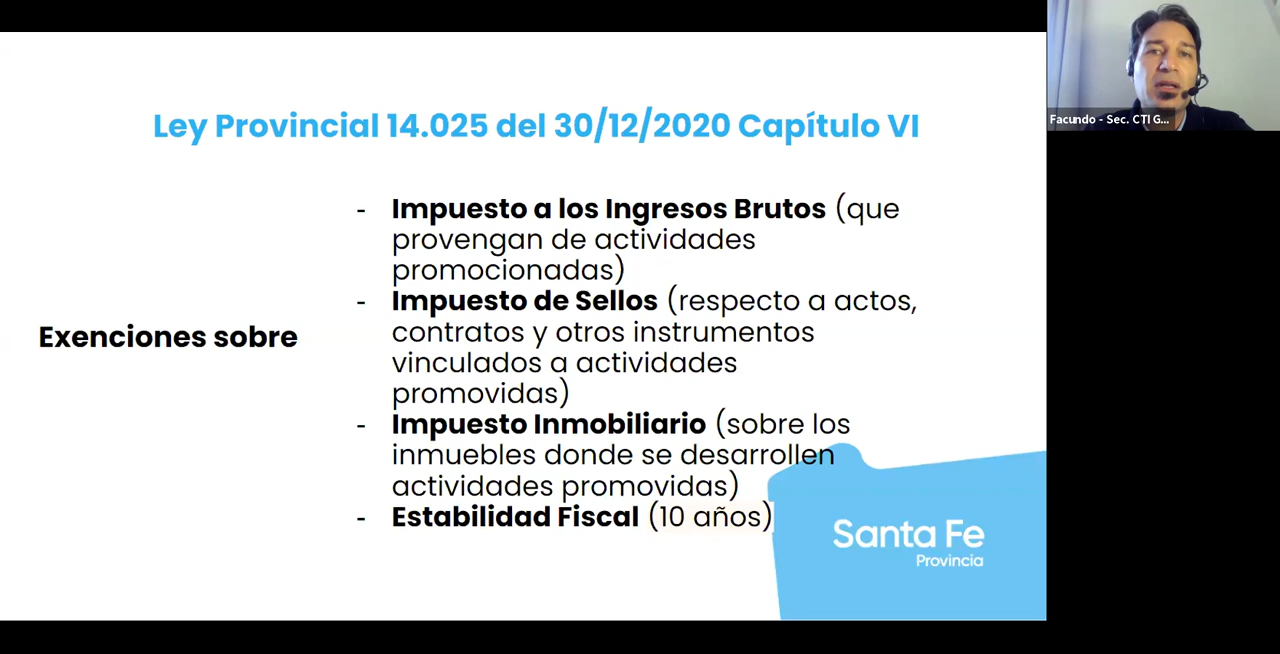 Ley Provincial 14.025 del 30/12/2020 Capítulo VI
Exenciones sobre
- Impuesto a los Ingresos Brutos (que
provengan de actividades
promocionadas)
- Impuesto de Sellos (respecto a actos,
contratos y otros instrumentos
vinculados a actividades
promovidas)
- Impuesto Inmobiliario (sobre los
inmuebles donde se desarrollen
actividades promovidas)
- Estabilidad Fiscal (10 años)
Santa Fe
Provincia
Facundo - Sec. CTI G...